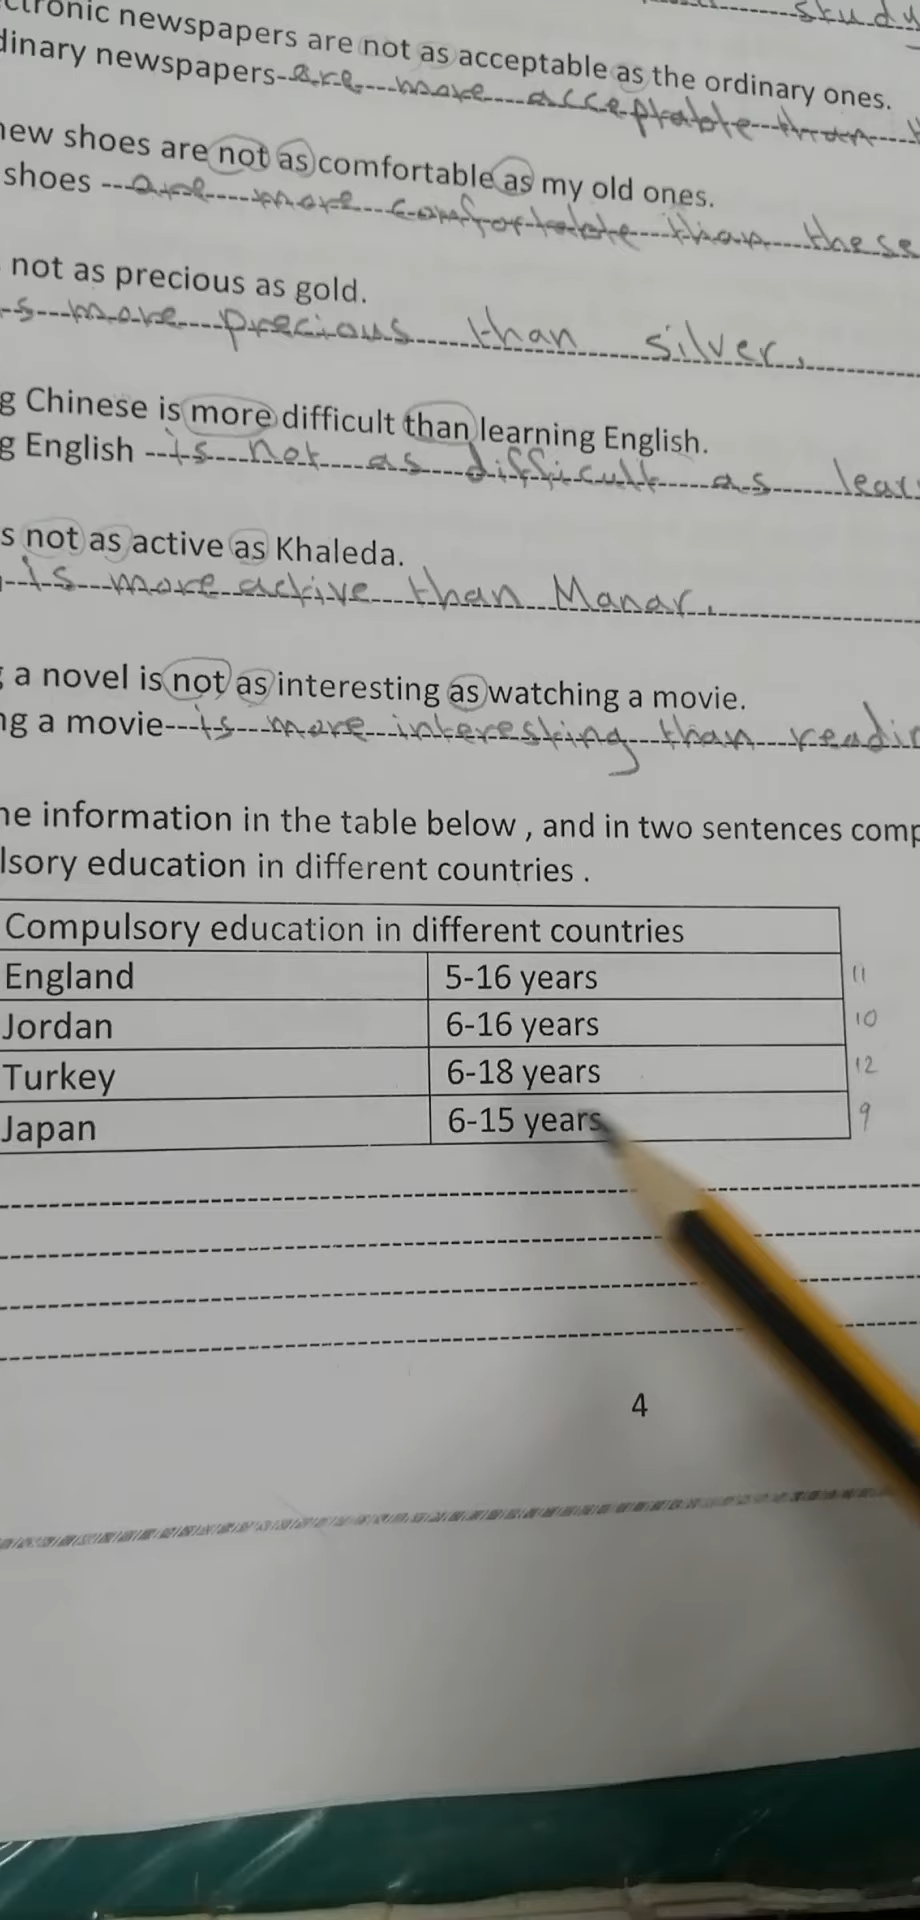 study
ctronic newspapers are not as acceptable as the ordinary ones.
dinary newspapers are more acceptable than
new shoes are not as comfortable as my old ones.
shoes are more comfortable than these
not as precious as gold.
s more precious than silver.
g Chinese is more difficult than learning English.
g English is not as difficult as lear
s not as active as Khaleda.
is more active than Manar.
g a novel is not as interesting as watching a movie.
ng a movie is more interesting than readin
he information in the table below , and in two sentences comp
lsory education in different countries .
Compulsory education in different countries
England 5-16 years 11
Jordan 6-16 years 10
Turkey 6-18 years 12
Japan 6-15 years 9
4